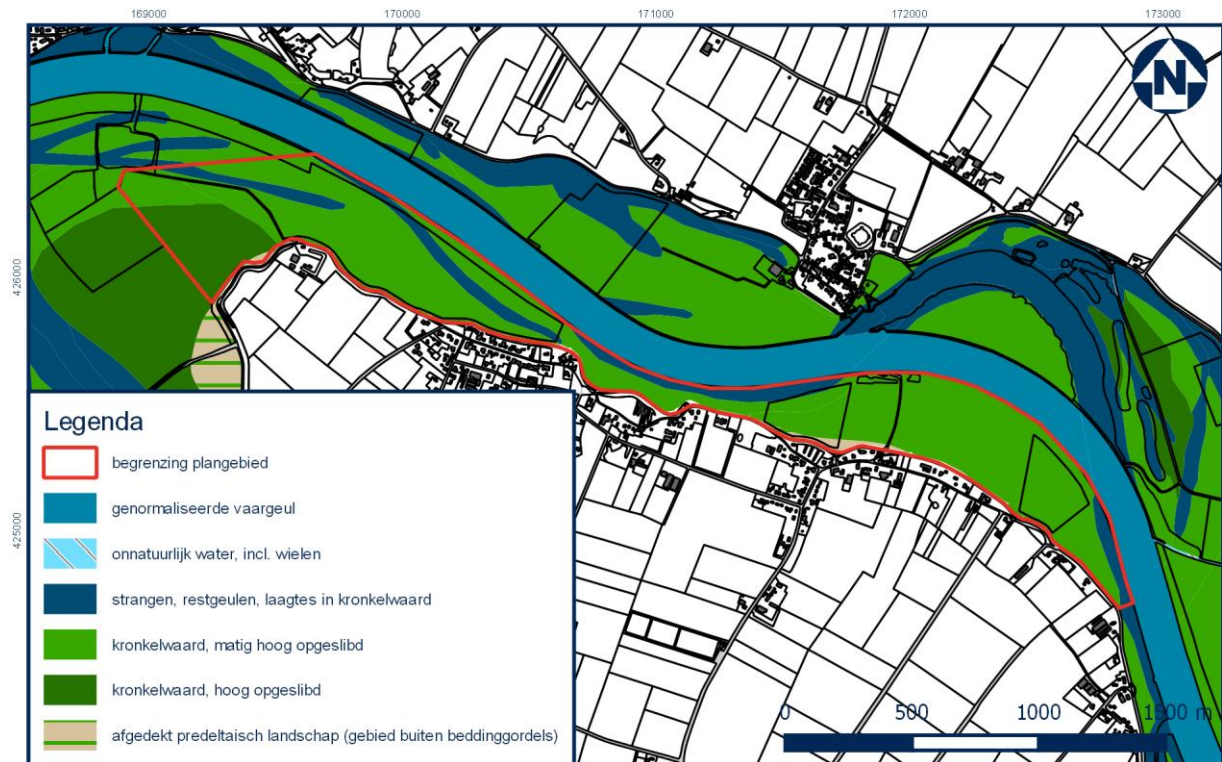 169000
170000
171000
172000
173000
N
426000
425000
Legenda
begrenzing plangebied
genormaliseerde vaargeul
onnatuurlijk water, incl. wielen
strangen, restgeulen, laagtes in kronkelwaard
kronkelwaard, matig hoog opgeslibd
kronkelwaard, hoog opgeslibd
afgedekt predeltaisch landschap (gebied buiten beddinggordels)
0 500 1000 1500 m